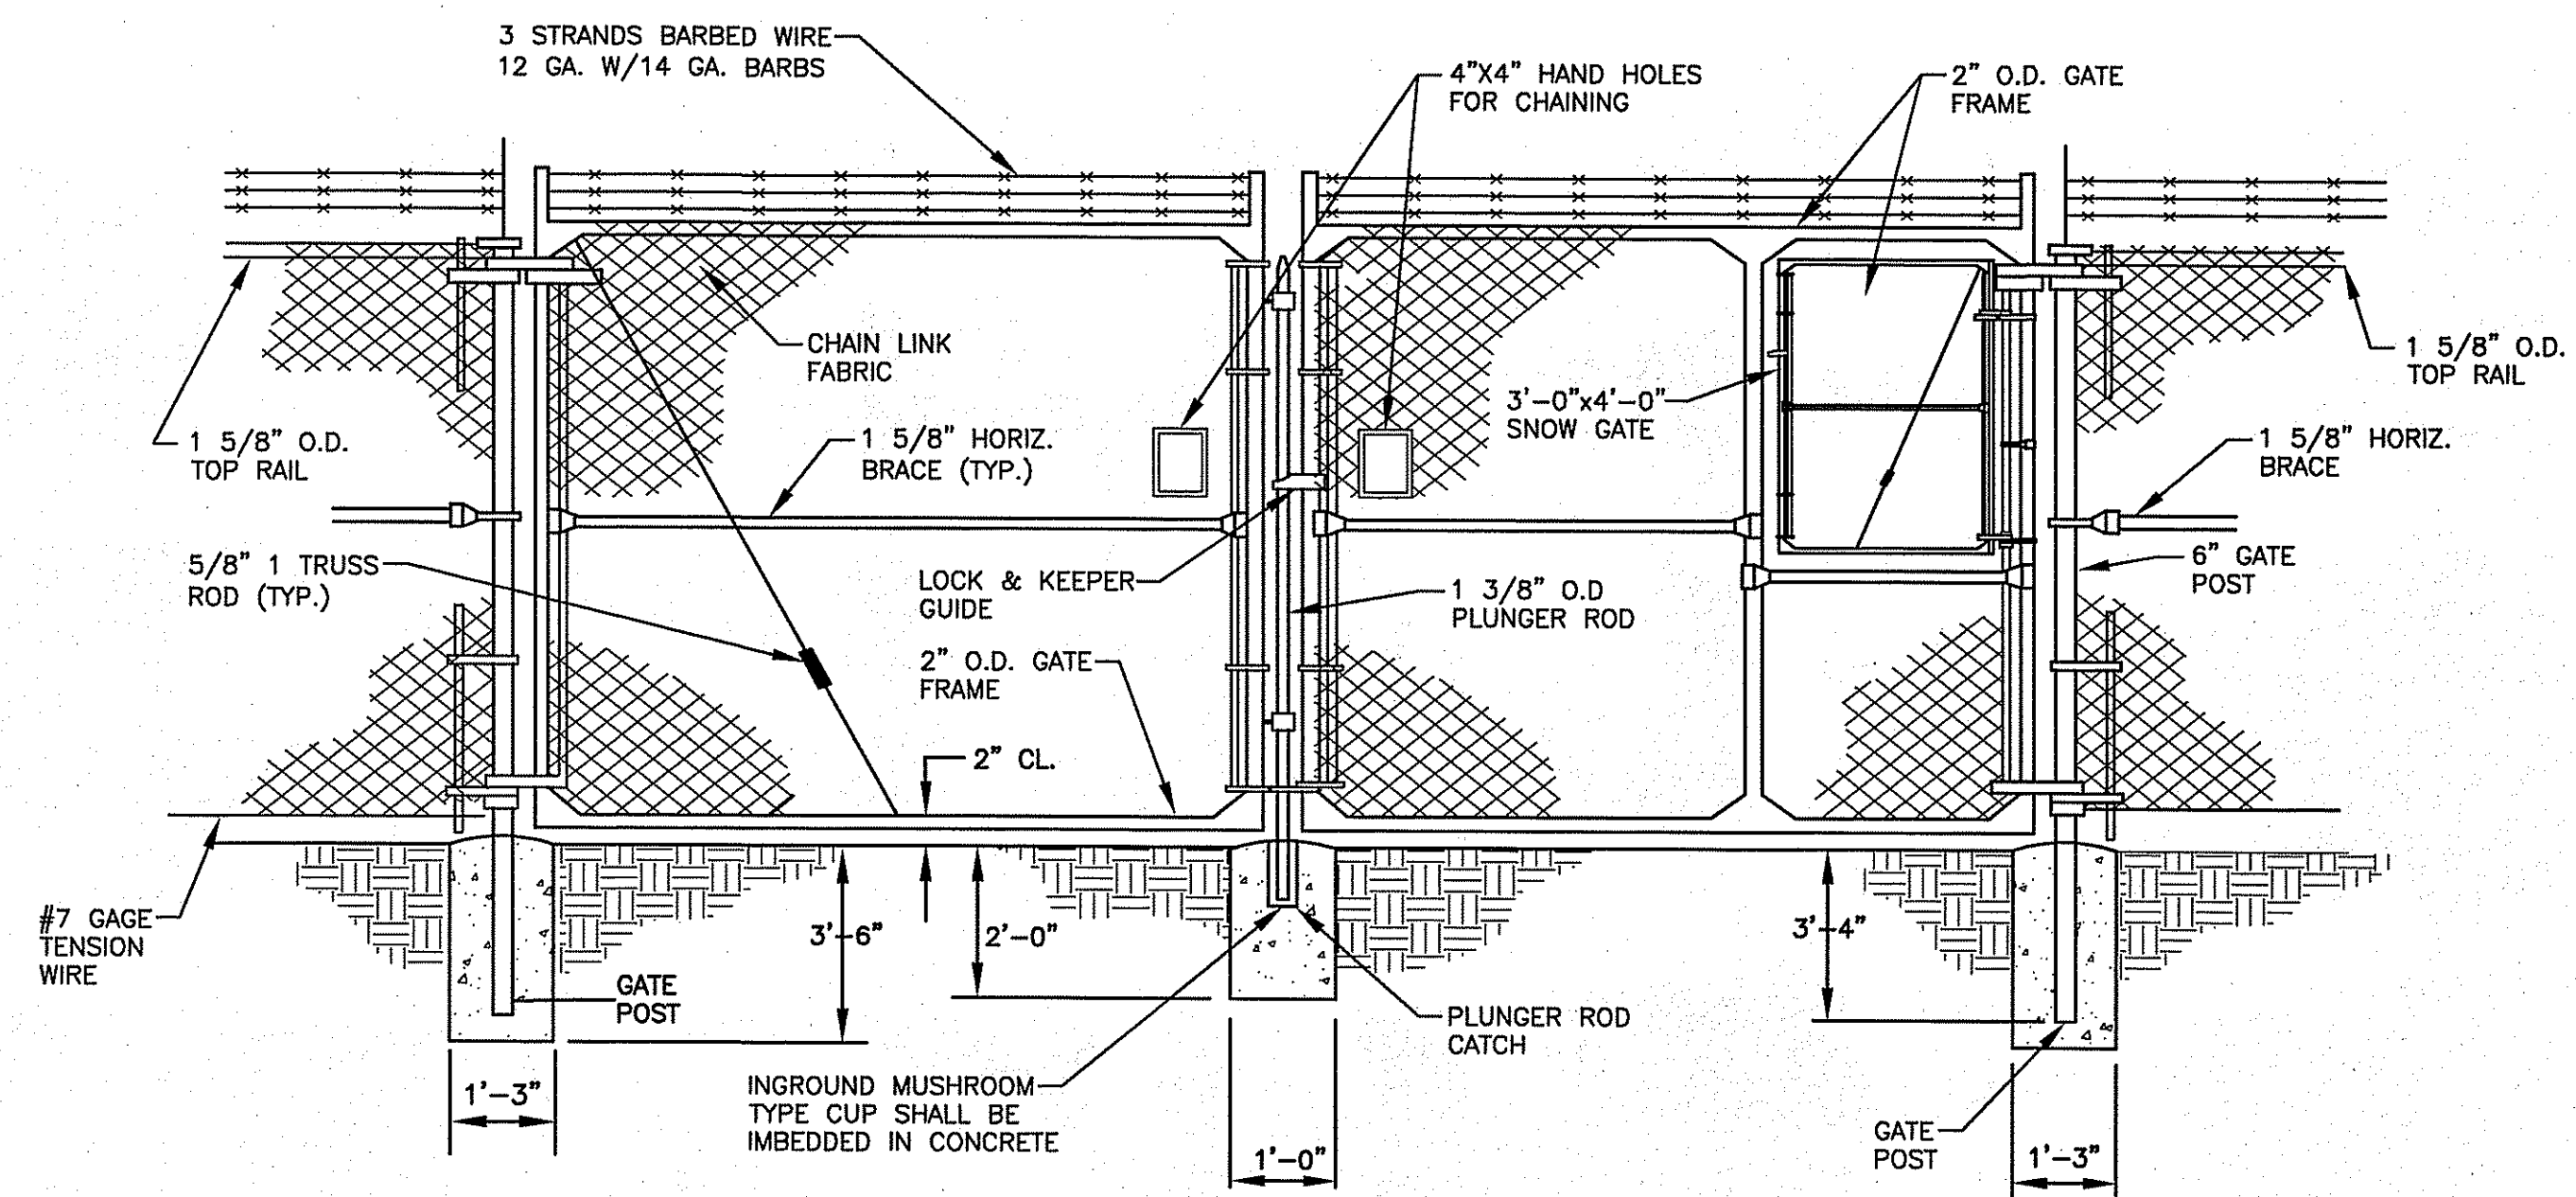 3 STRANDS BARBED WIRE
12 GA. W/14 GA. BARBS
4"X4" HAND HOLES
FOR CHAINING
2" O.D. GATE
FRAME
CHAIN LINK
FABRIC
1 5/8" O.D.
TOP RAIL
1 5/8" HORIZ.
BRACE (TYP.)
3'-0"x4'-0"
SNOW GATE
1 5/8" O.D.
TOP RAIL
1 5/8" HORIZ.
BRACE
5/8" 1 TRUSS
ROD (TYP.)
LOCK & KEEPER
GUIDE
1 3/8" O.D
PLUNGER ROD
6" GATE
POST
2" O.D. GATE
FRAME
2" CL.
#7 GAGE
TENSION
WIRE
3'-6"
2'-0"
3'-4"
GATE
POST
PLUNGER ROD
CATCH
INGROUND MUSHROOM
TYPE CUP SHALL BE
IMBEDDED IN CONCRETE
GATE
POST
1'-3"
1'-0"
1'-3"